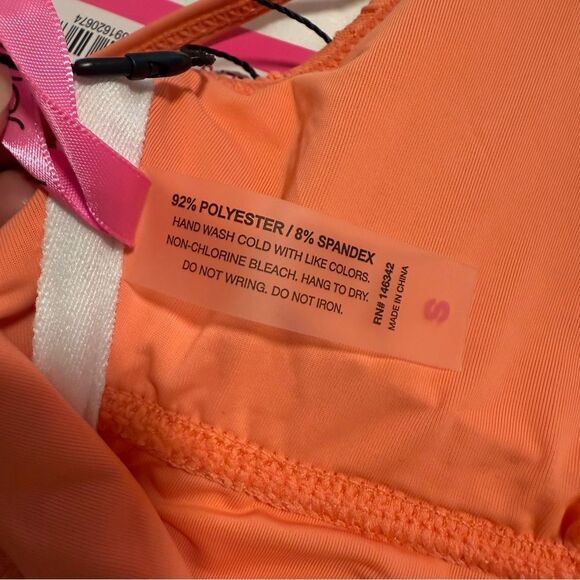 91620674
92% POLYESTER / 8% SPANDEX
HAND WASH COLD WITH LIKE COLORS.
NON-CHLORINE BLEACH. HANG TO DRY.
DO NOT WRING. DO NOT IRON.
RN# 146342
MADE IN CHINA
S